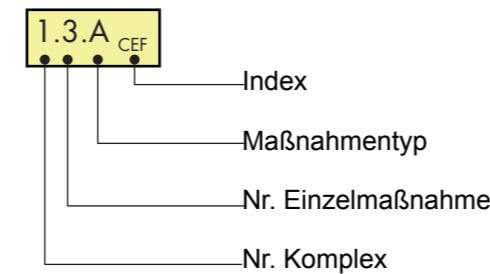 1.3.A CEF
Index
Maßnahmentyp
Nr. Einzelmaßnahme
Nr. Komplex